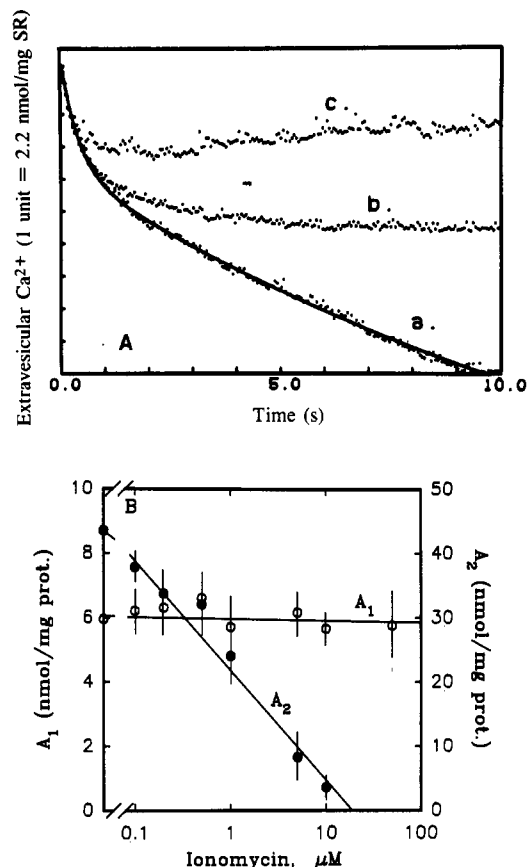 Extravesicular Ca²⁺ (1 unit = 2.2 nmol/mg SR)
c
b
a
A
0.0 5.0 10.0
Time (s)
B
10 50
8 40
6 30
4 20
2 10
0 0
A₁
A₂
A₁ (nmol/mg prot.)
A₂ (nmol/mg prot.)
0.1 1 10 100
Ionomycin, μM